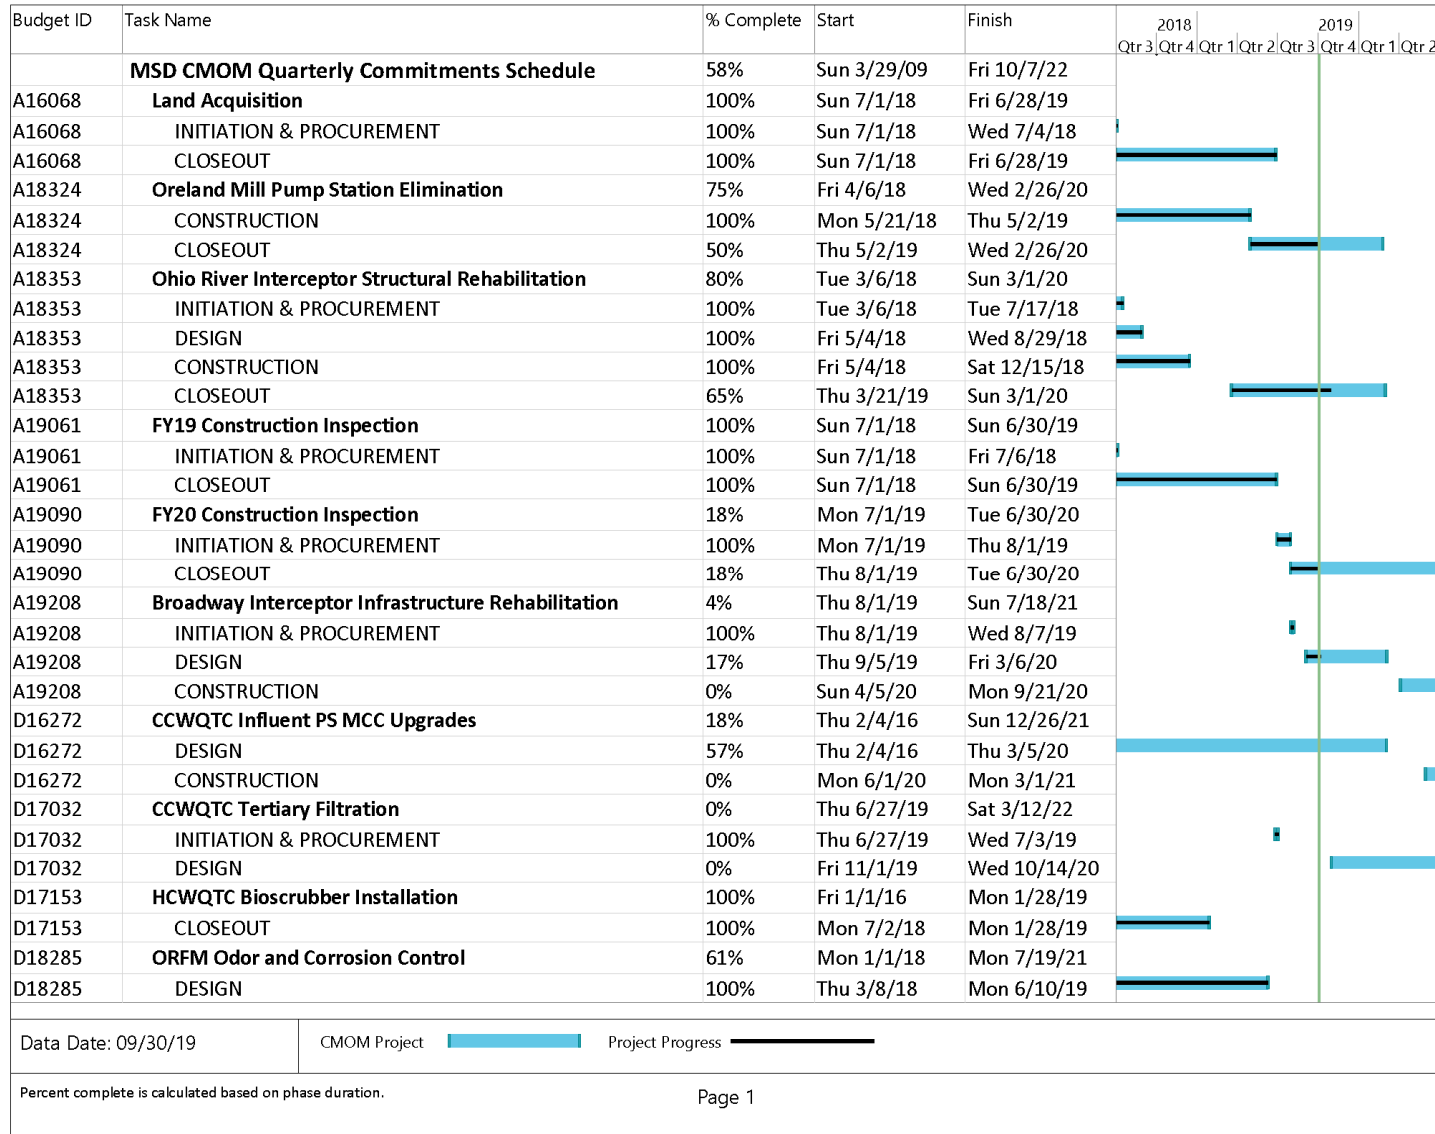 Budget ID Task Name % Complete Start Finish 2018 2019
Qtr 3 Qtr 4 Qtr 1 Qtr 2 Qtr 3 Qtr 4 Qtr 1 Qtr 2
MSD CMOM Quarterly Commitments Schedule 58% Sun 3/29/09 Fri 10/7/22
A16068 Land Acquisition 100% Sun 7/1/18 Fri 6/28/19
A16068 INITIATION & PROCUREMENT 100% Sun 7/1/18 Wed 7/4/18
A16068 CLOSEOUT 100% Sun 7/1/18 Fri 6/28/19
A18324 Oreland Mill Pump Station Elimination 75% Fri 4/6/18 Wed 2/26/20
A18324 CONSTRUCTION 100% Mon 5/21/18 Thu 5/2/19
A18324 CLOSEOUT 50% Thu 5/2/19 Wed 2/26/20
A18353 Ohio River Interceptor Structural Rehabilitation 80% Tue 3/6/18 Sun 3/1/20
A18353 INITIATION & PROCUREMENT 100% Tue 3/6/18 Tue 7/17/18
A18353 DESIGN 100% Fri 5/4/18 Wed 8/29/18
A18353 CONSTRUCTION 100% Fri 5/4/18 Sat 12/15/18
A18353 CLOSEOUT 65% Thu 3/21/19 Sun 3/1/20
A19061 FY19 Construction Inspection 100% Sun 7/1/18 Sun 6/30/19
A19061 INITIATION & PROCUREMENT 100% Sun 7/1/18 Fri 7/6/18
A19061 CLOSEOUT 100% Sun 7/1/18 Sun 6/30/19
A19090 FY20 Construction Inspection 18% Mon 7/1/19 Tue 6/30/20
A19090 INITIATION & PROCUREMENT 100% Mon 7/1/19 Thu 8/1/19
A19090 CLOSEOUT 18% Thu 8/1/19 Tue 6/30/20
A19208 Broadway Interceptor Infrastructure Rehabilitation 4% Thu 8/1/19 Sun 7/18/21
A19208 INITIATION & PROCUREMENT 100% Thu 8/1/19 Wed 8/7/19
A19208 DESIGN 17% Thu 9/5/19 Fri 3/6/20
A19208 CONSTRUCTION 0% Sun 4/5/20 Mon 9/21/20
D16272 CCWQTC Influent PS MCC Upgrades 18% Thu 2/4/16 Sun 12/26/21
D16272 DESIGN 57% Thu 2/4/16 Thu 3/5/20
D16272 CONSTRUCTION 0% Mon 6/1/20 Mon 3/1/21
D17032 CCWQTC Tertiary Filtration 0% Thu 6/27/19 Sat 3/12/22
D17032 INITIATION & PROCUREMENT 100% Thu 6/27/19 Wed 7/3/19
D17032 DESIGN 0% Fri 11/1/19 Wed 10/14/20
D17153 HCWQTC Bioscrubber Installation 100% Fri 1/1/16 Mon 1/28/19
D17153 CLOSEOUT 100% Mon 7/2/18 Mon 1/28/19
D18285 ORFM Odor and Corrosion Control 61% Mon 1/1/18 Mon 7/19/21
D18285 DESIGN 100% Thu 3/8/18 Mon 6/10/19
Data Date: 09/30/19 CMOM Project Project Progress
Percent complete is calculated based on phase duration.
Page 1